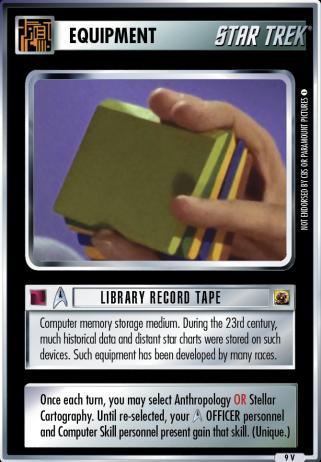 EQUIPMENT
STAR TREK®
NOT ENDORSED BY CBS OR PARAMOUNT PICTURES
LIBRARY RECORD TAPE
Computer memory storage medium. During the 23rd century,
much historical data and distant star charts were stored on such
devices. Such equipment has been developed by many races.
Once each turn, you may select Anthropology OR Stellar
Cartography. Until re-selected, your OFFICER personnel
and Computer Skill personnel present gain that skill. (Unique.)
9 V